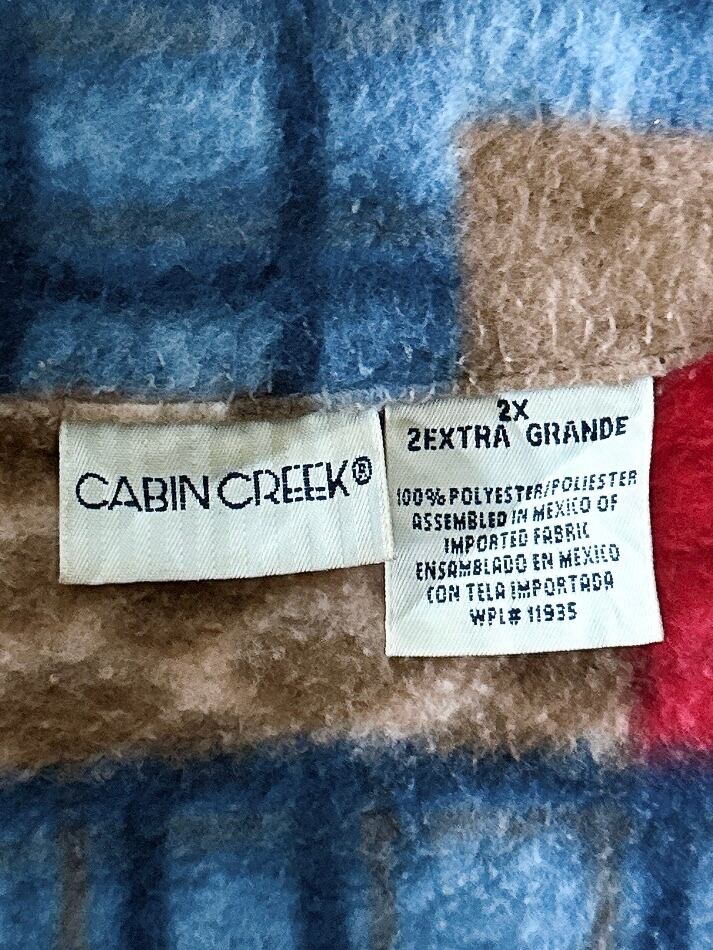 CABIN CREEK®
2X
2EXTRA GRANDE
100% POLYESTER/POLIESTER
ASSEMBLED IN MEXICO OF
IMPORTED FABRIC
ENSAMBLADO EN MEXICO
CON TELA IMPORTADA
WPL# 11935